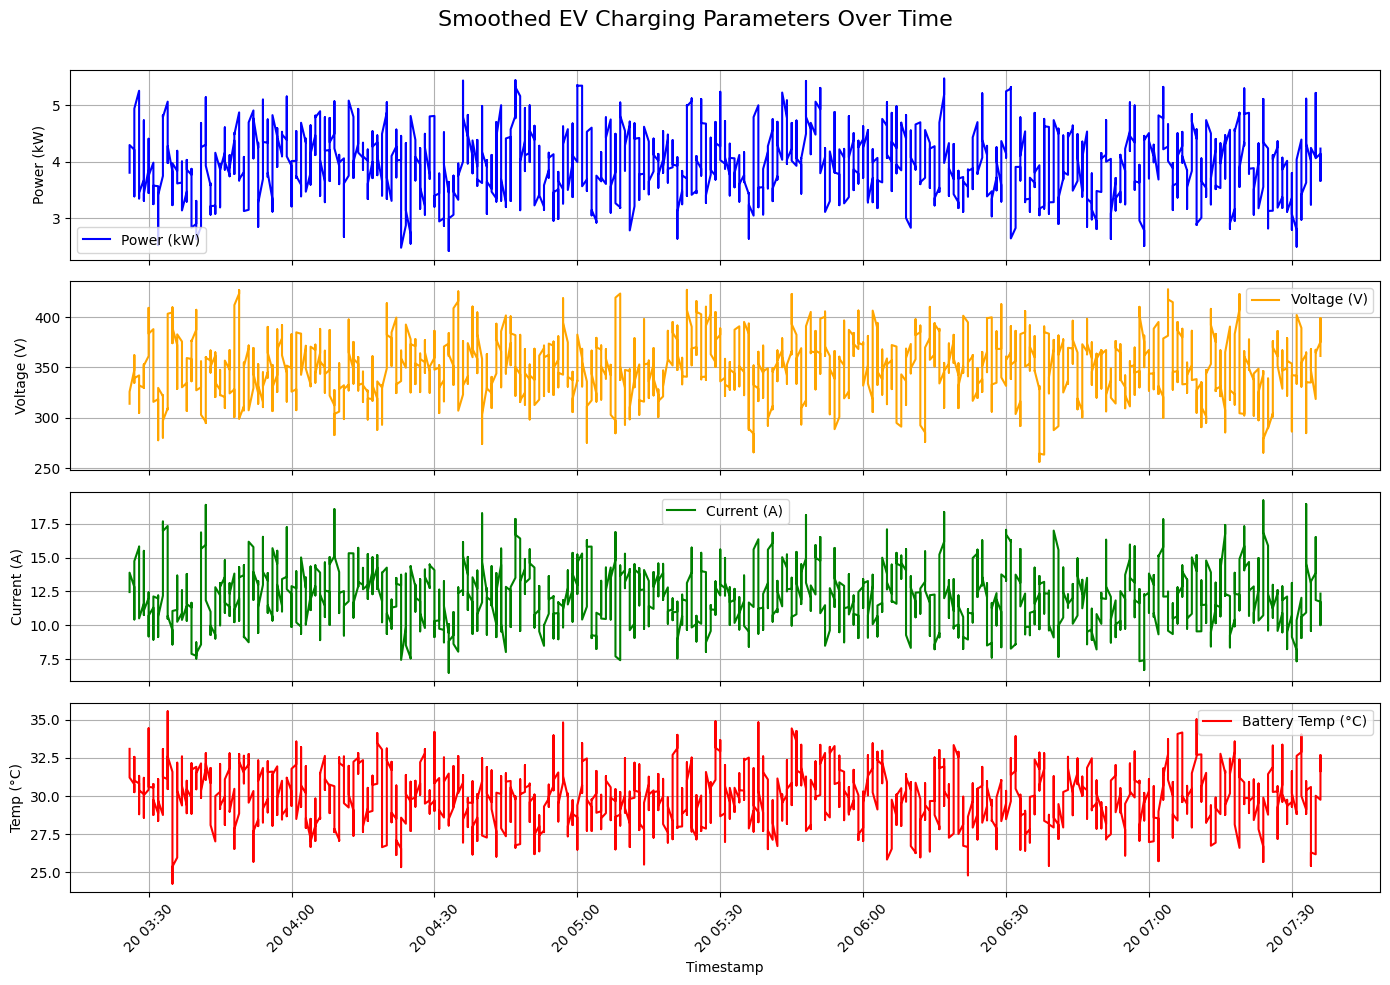 Smoothed EV Charging Parameters Over Time
5
4
3
Power (kW)
Power (kW)
400
350
300
250
Voltage (V)
Voltage (V)
17.5
15.0
12.5
10.0
7.5
Current (A)
Current (A)
35.0
32.5
30.0
27.5
25.0
Temp (°C)
Battery Temp (°C)
20 03:30
20 04:00
20 04:30
20 05:00
20 05:30
20 06:00
20 06:30
20 07:00
20 07:30
Timestamp